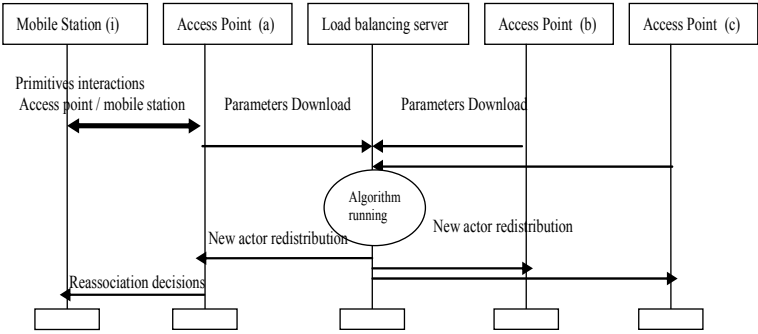 Mobile Station (i)
Access Point (a)
Load balancing server
Access Point (b)
Access Point (c)
Primitives interactions
Access point / mobile station
Parameters Download
Parameters Download
Algorithm
running
New actor redistribution
New actor redistribution
Reassociation decisions